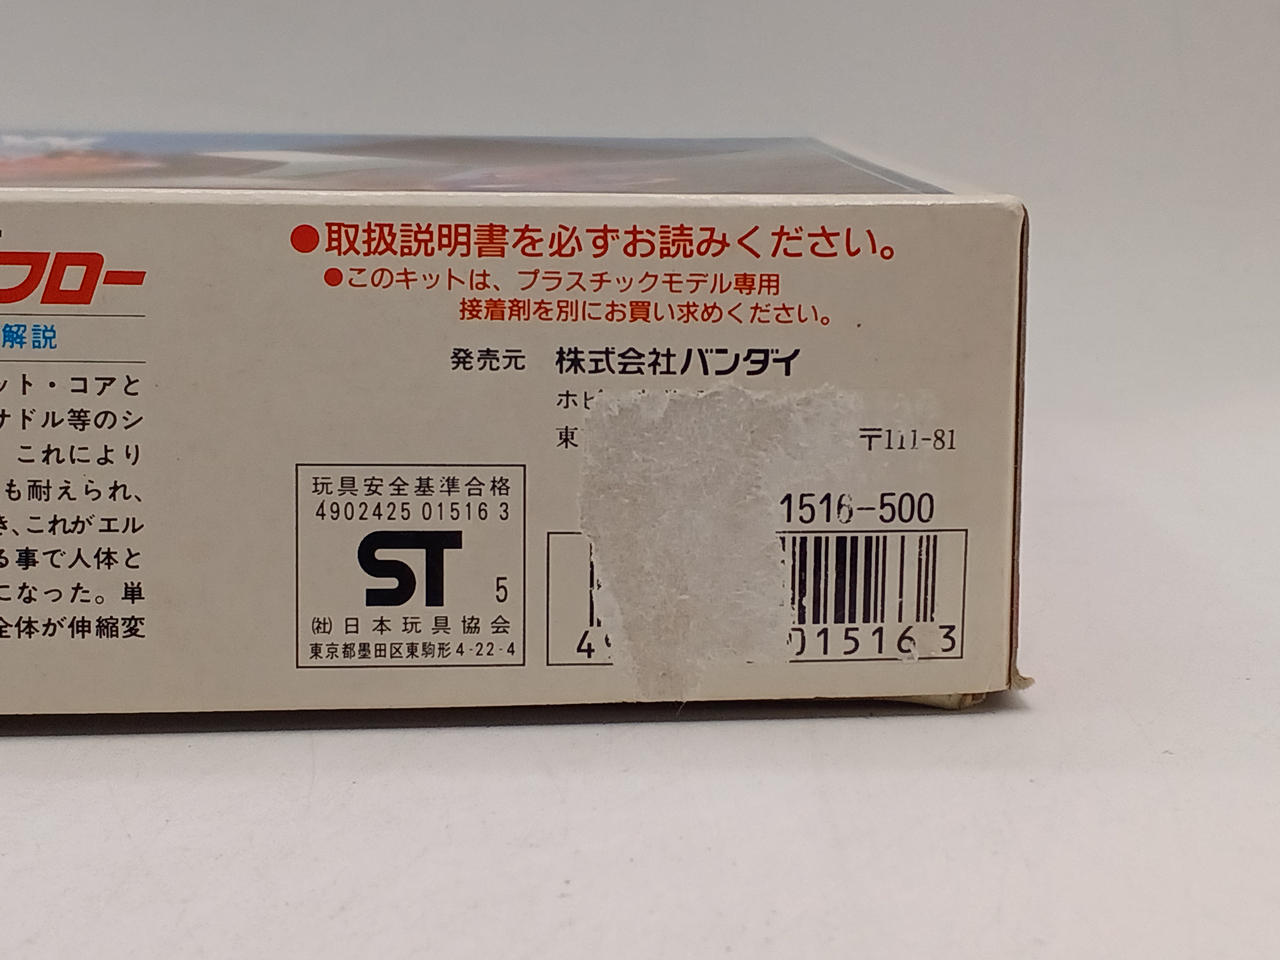 フロー
解説
ット・コアと
サドル等のシ
これにより
も耐えられ、
き、これがエル
る事で人体と
になった。単
全体が伸縮変
●取扱説明書を必ずお読みください。
●このキットは、プラスチックモデル専用
接着剤を別にお買い求めください。
発売元 株式会社バンダイ
ホビ
東 〒111-81
玩具安全基準合格
4902425 01516 3
ST 5
(社)日本玩具協会
東京都墨田区東駒形4-22-4
1516-500
4 01516 3